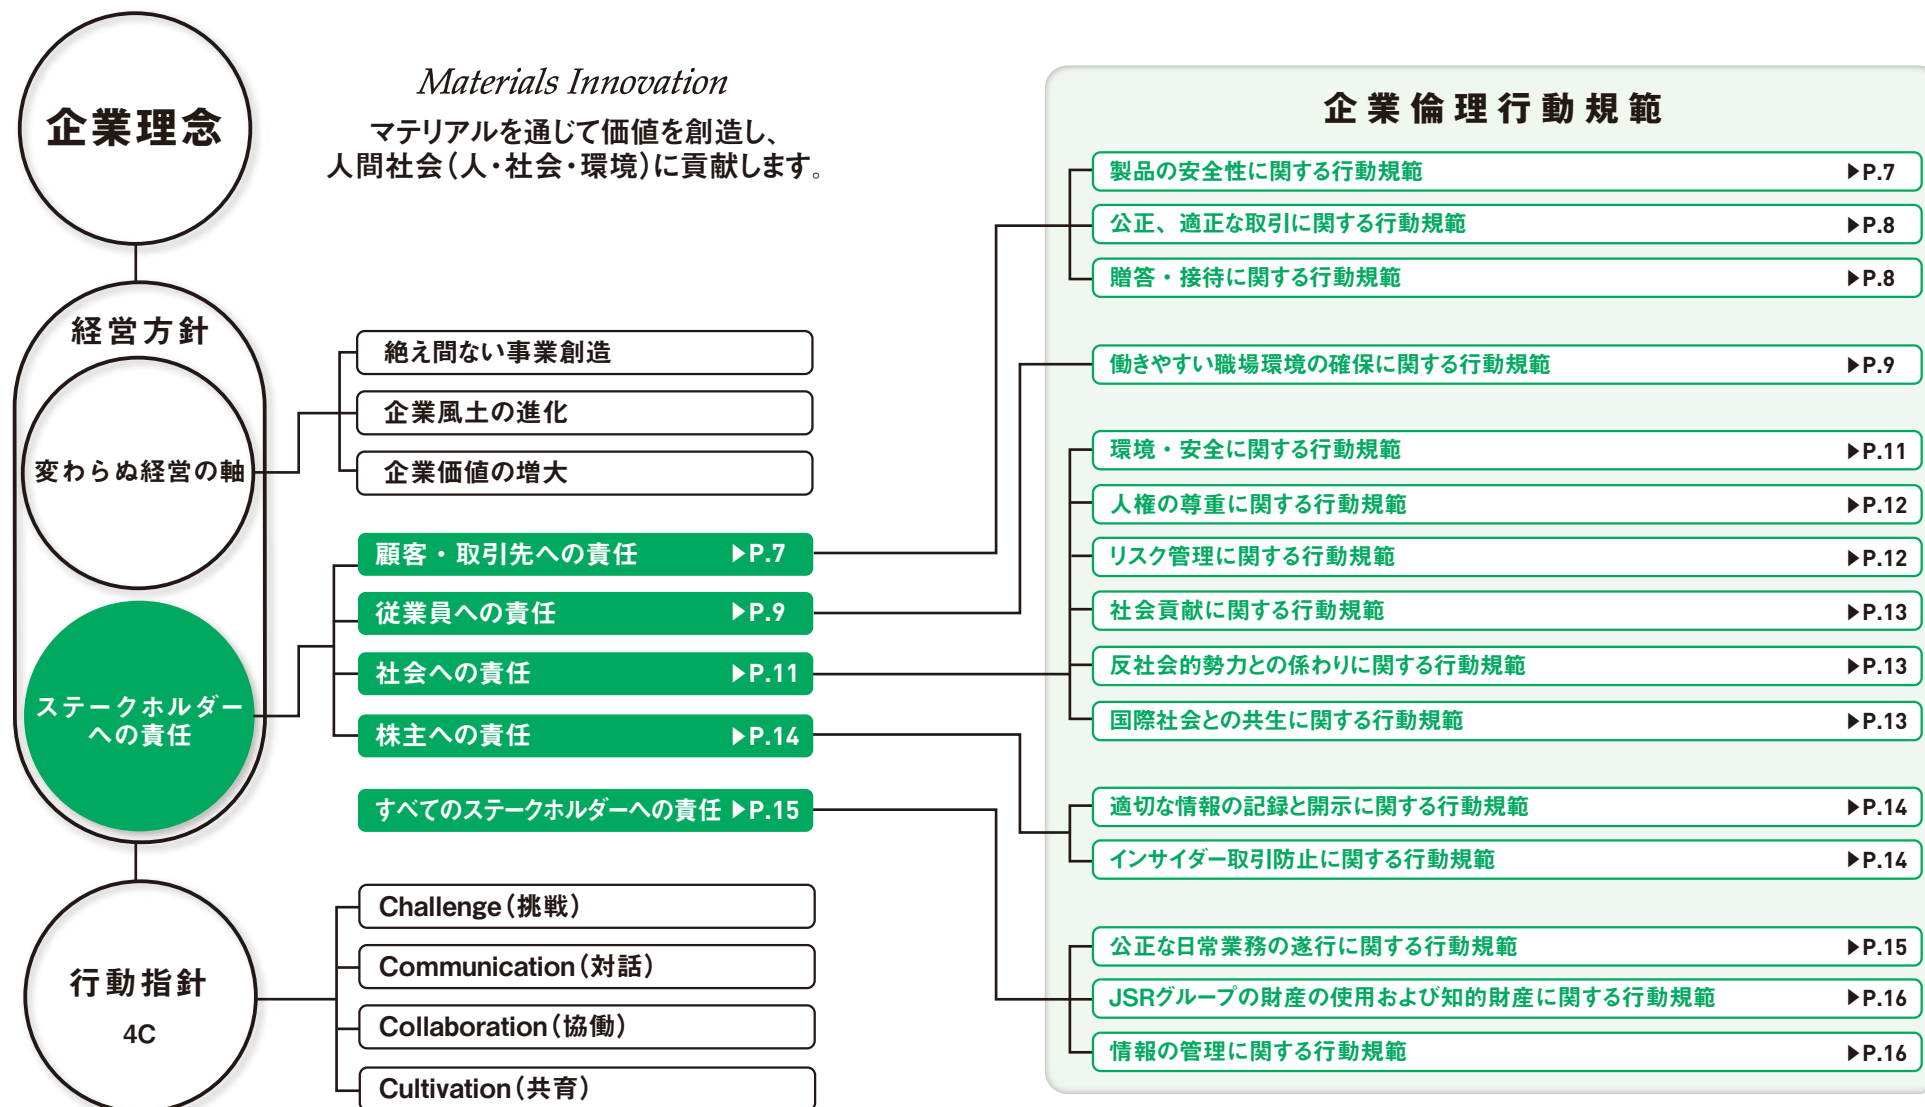 企業理念
Materials Innovation
マテリアルを通じて価値を創造し、
人間社会(人・社会・環境)に貢献します。
経営方針
変わらぬ経営の軸
絶え間ない事業創造
企業風土の進化
企業価値の増大
ステークホルダー
への責任
顧客・取引先への責任 ▶P.7
従業員への責任 ▶P.9
社会への責任 ▶P.11
株主への責任 ▶P.14
すべてのステークホルダーへの責任 ▶P.15
行動指針
4C
Challenge(挑戦)
Communication(対話)
Collaboration(協働)
Cultivation(共育)
企業倫理行動規範
製品の安全性に関する行動規範 ▶P.7
公正、適正な取引に関する行動規範 ▶P.8
贈答・接待に関する行動規範 ▶P.8
働きやすい職場環境の確保に関する行動規範 ▶P.9
環境・安全に関する行動規範 ▶P.11
人権の尊重に関する行動規範 ▶P.12
リスク管理に関する行動規範 ▶P.12
社会貢献に関する行動規範 ▶P.13
反社会的勢力との係わりに関する行動規範 ▶P.13
国際社会との共生に関する行動規範 ▶P.13
適切な情報の記録と開示に関する行動規範 ▶P.14
インサイダー取引防止に関する行動規範 ▶P.14
公正な日常業務の遂行に関する行動規範 ▶P.15
JSRグループの財産の使用および知的財産に関する行動規範 ▶P.16
情報の管理に関する行動規範 ▶P.16